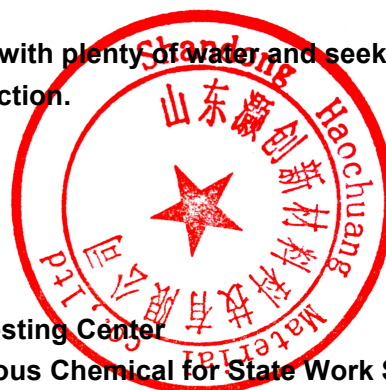 with plenty of water and seek
ction.
Shandong Haochuang Material Co., ltd
山东灏创新材料科技有限公司
sting Center
ous Chemical for State Work S